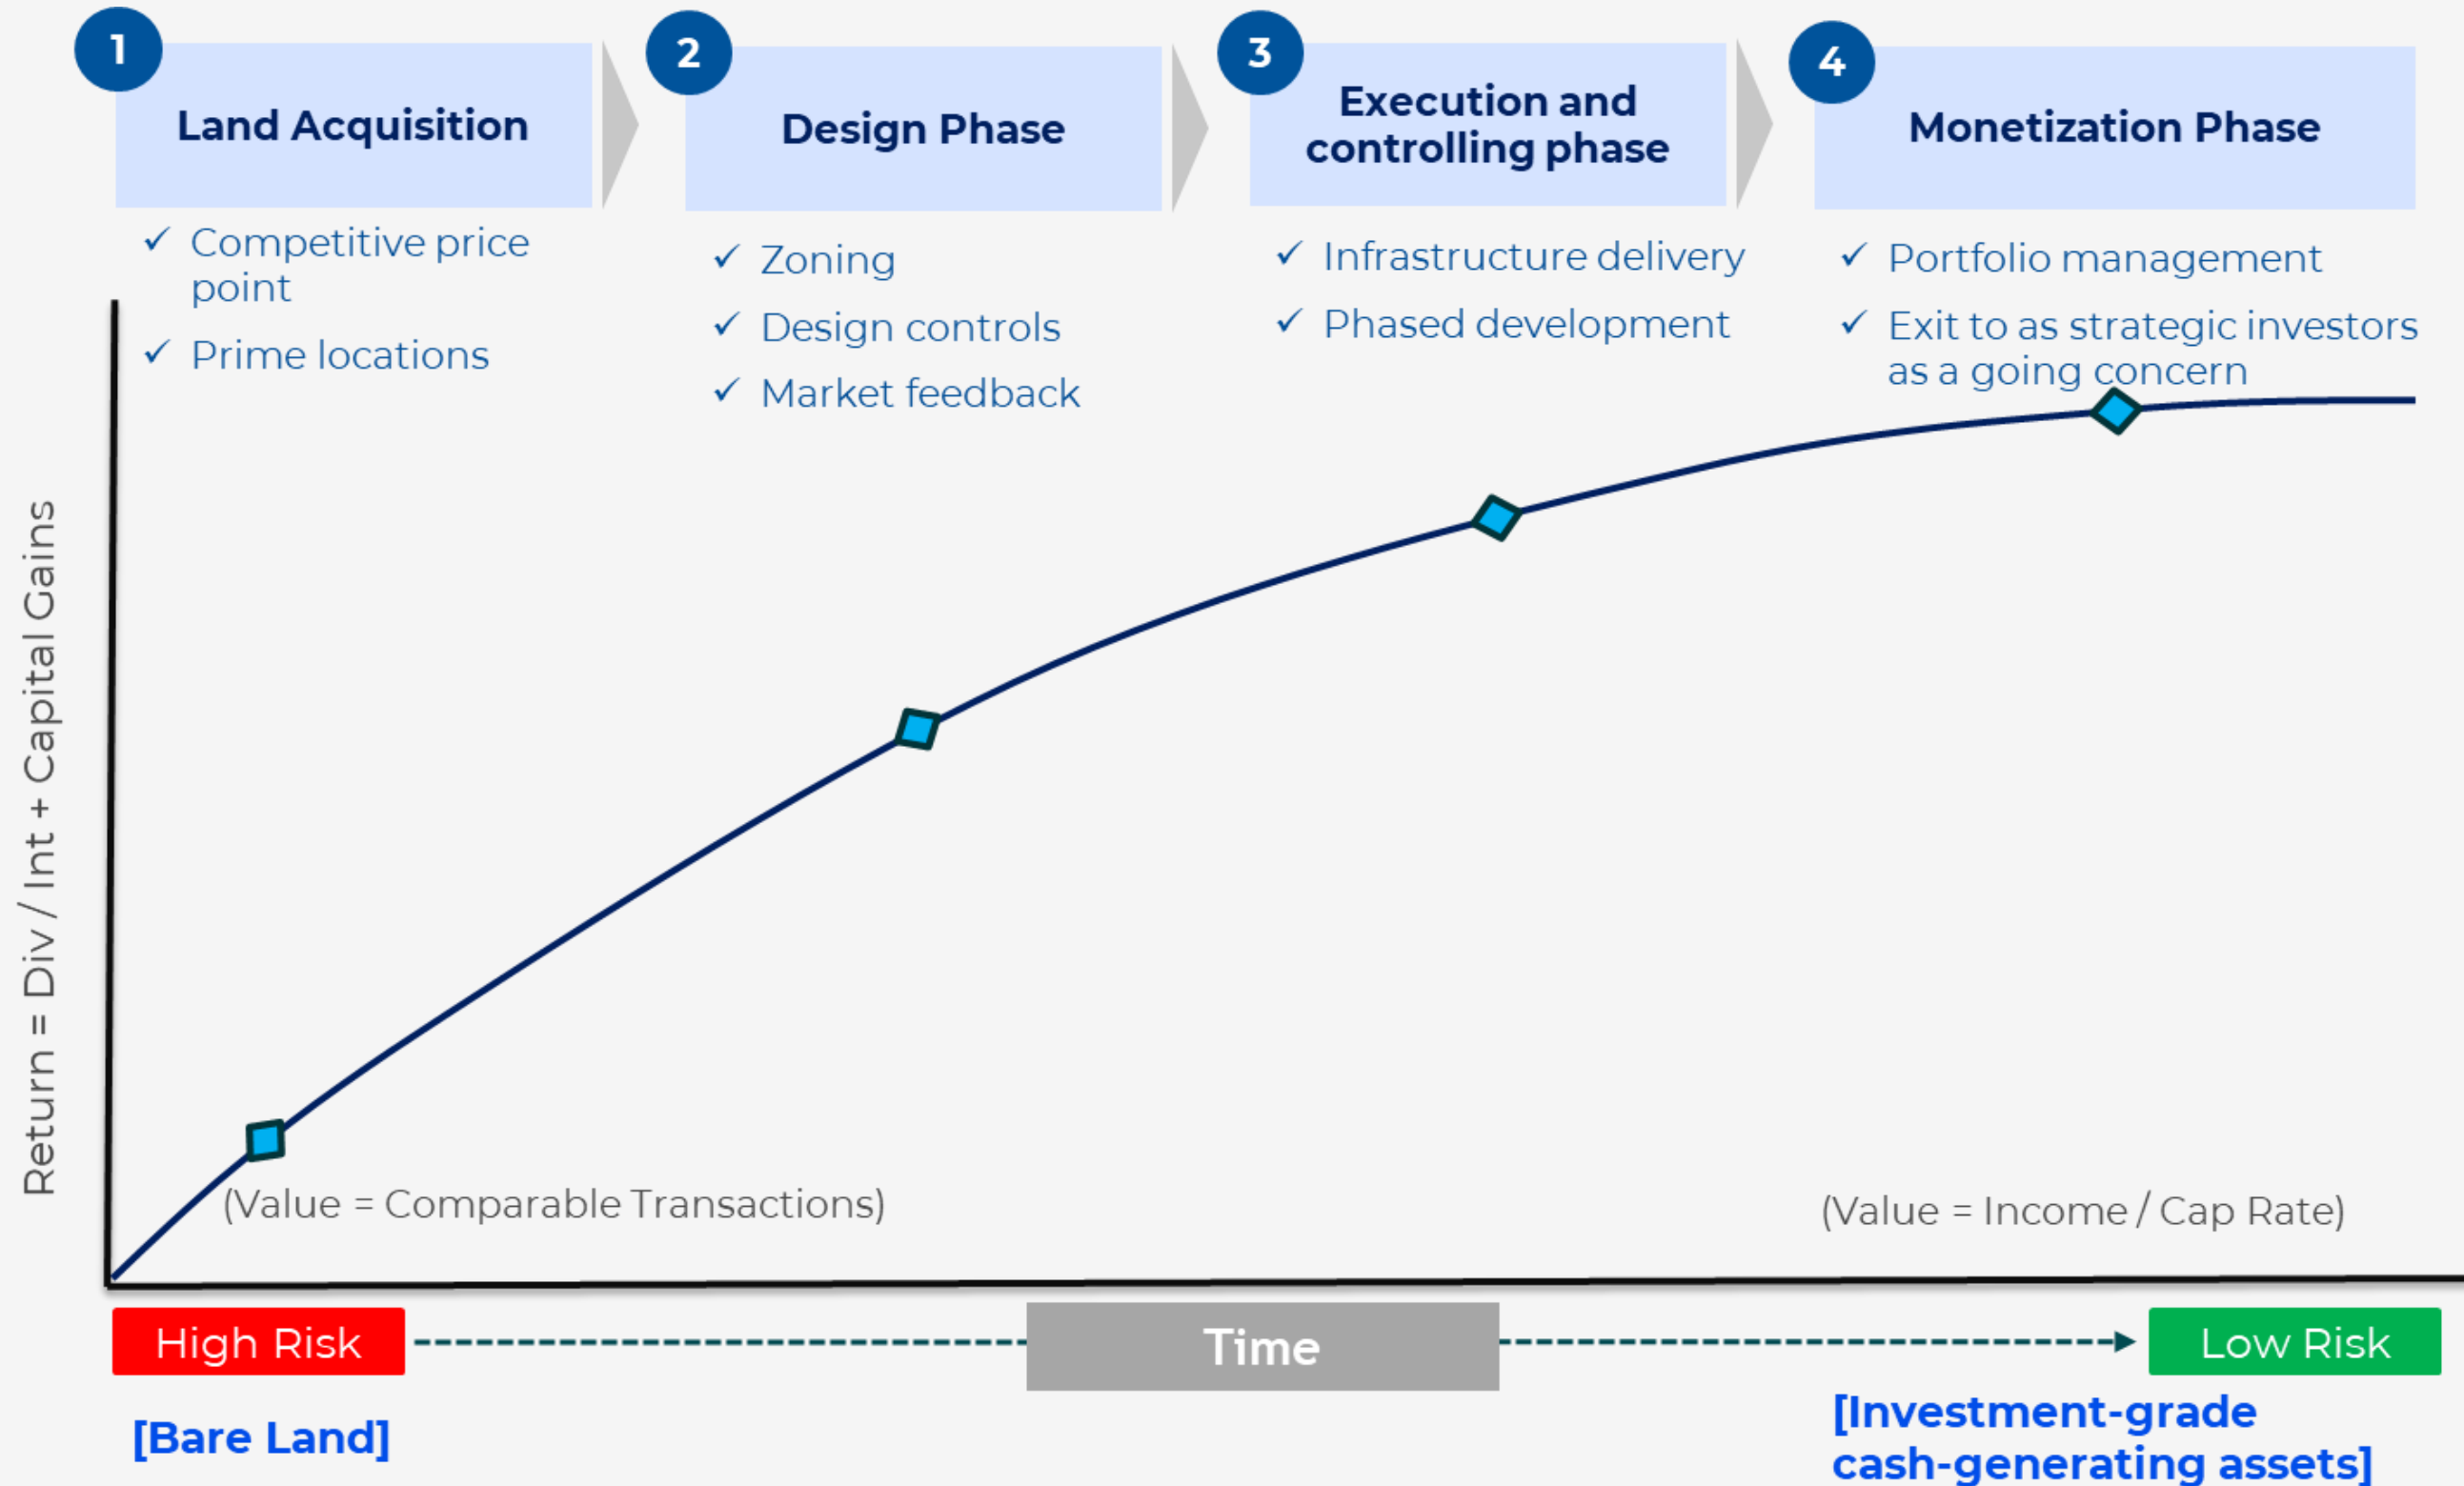 1
Land Acquisition
✓ Competitive price
point
✓ Prime locations
2
Design Phase
✓ Zoning
✓ Design controls
✓ Market feedback
3
Execution and
controlling phase
✓ Infrastructure delivery
✓ Phased development
4
Monetization Phase
✓ Portfolio management
✓ Exit to as strategic investors
as a going concern
Return = Div / Int + Capital Gains
(Value = Comparable Transactions)
(Value = Income / Cap Rate)
High Risk
Time
Low Risk
[Bare Land]
[Investment-grade
cash-generating assets]